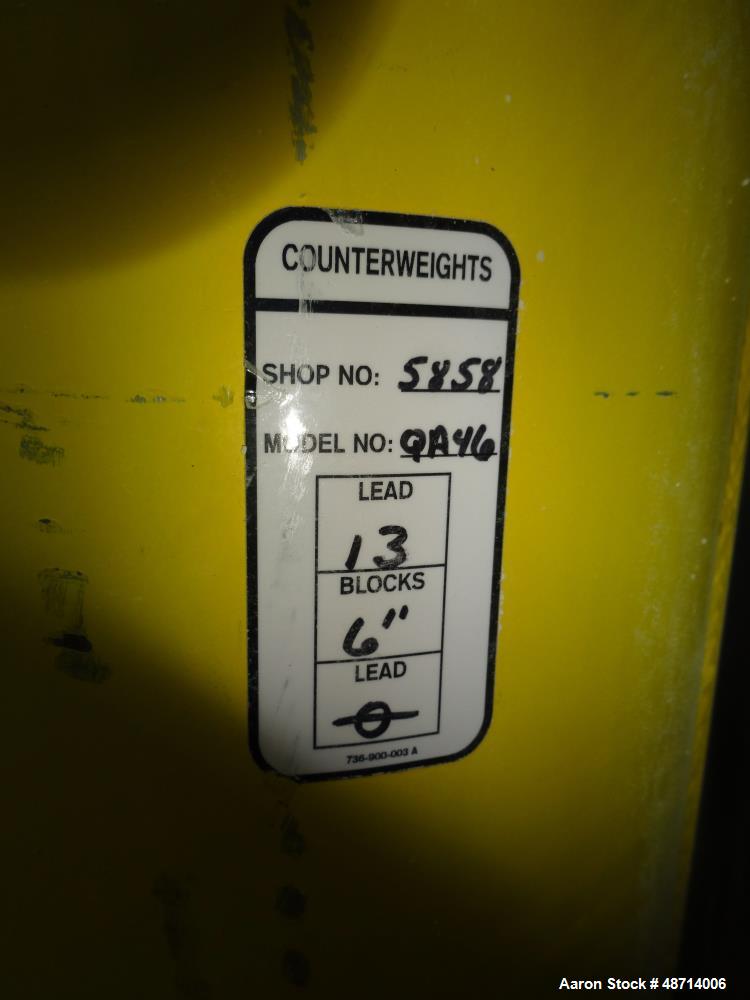 COUNTERWEIGHTS
SHOP NO: 5858
MODEL NO: QA46
LEAD
13
BLOCKS
6"
LEAD
0
736-900-003 A
Aaron Stock # 48714006